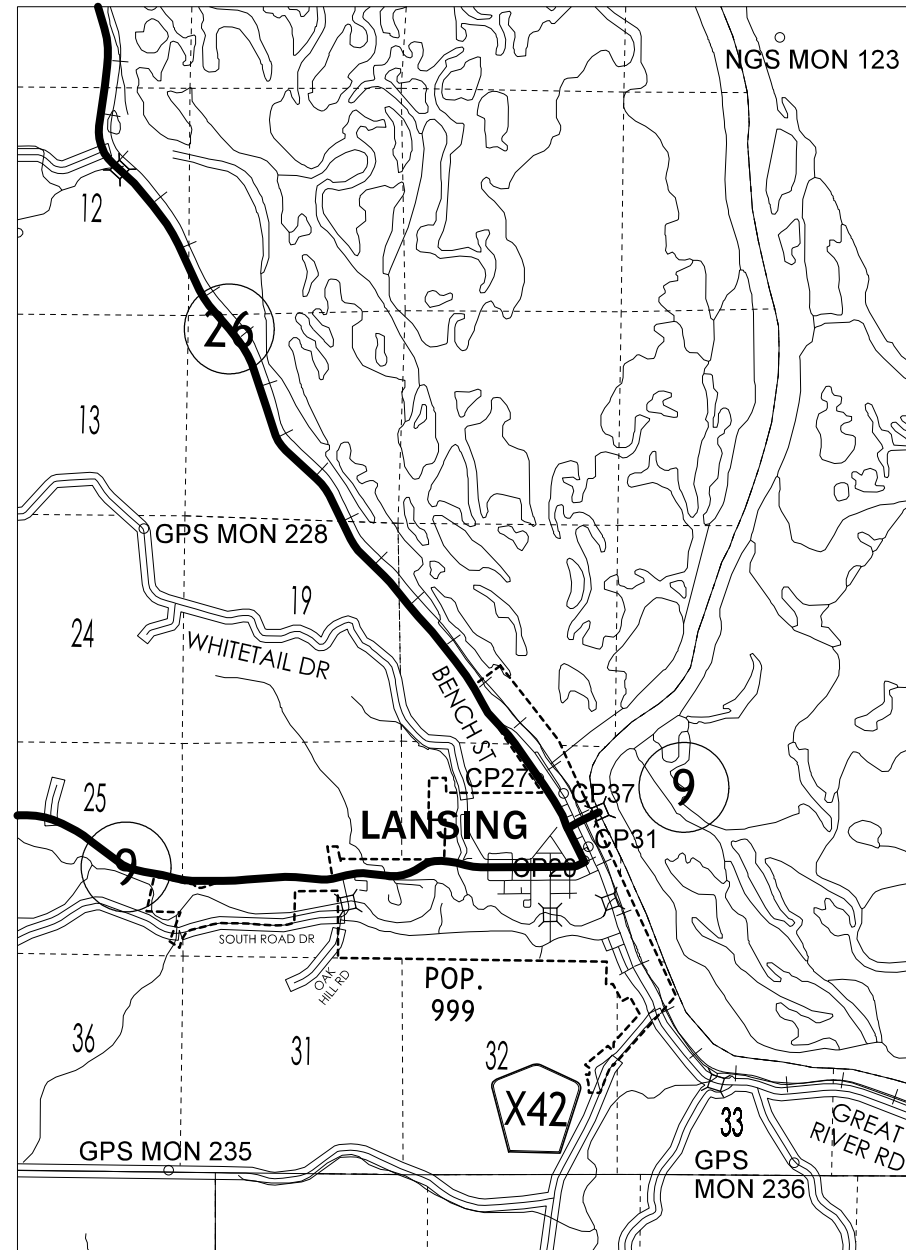 NGS MON 123
12
26
13
GPS MON 228
19
24
WHITETAIL DR
BENCH ST
CP27
CP37
9
25
LANSING
CP31
9
SOUTH ROAD DR
OAK
HILL RD
POP.
999
36
31
32
X42
33
GREAT
RIVER RD
GPS MON 235
GPS
MON 236